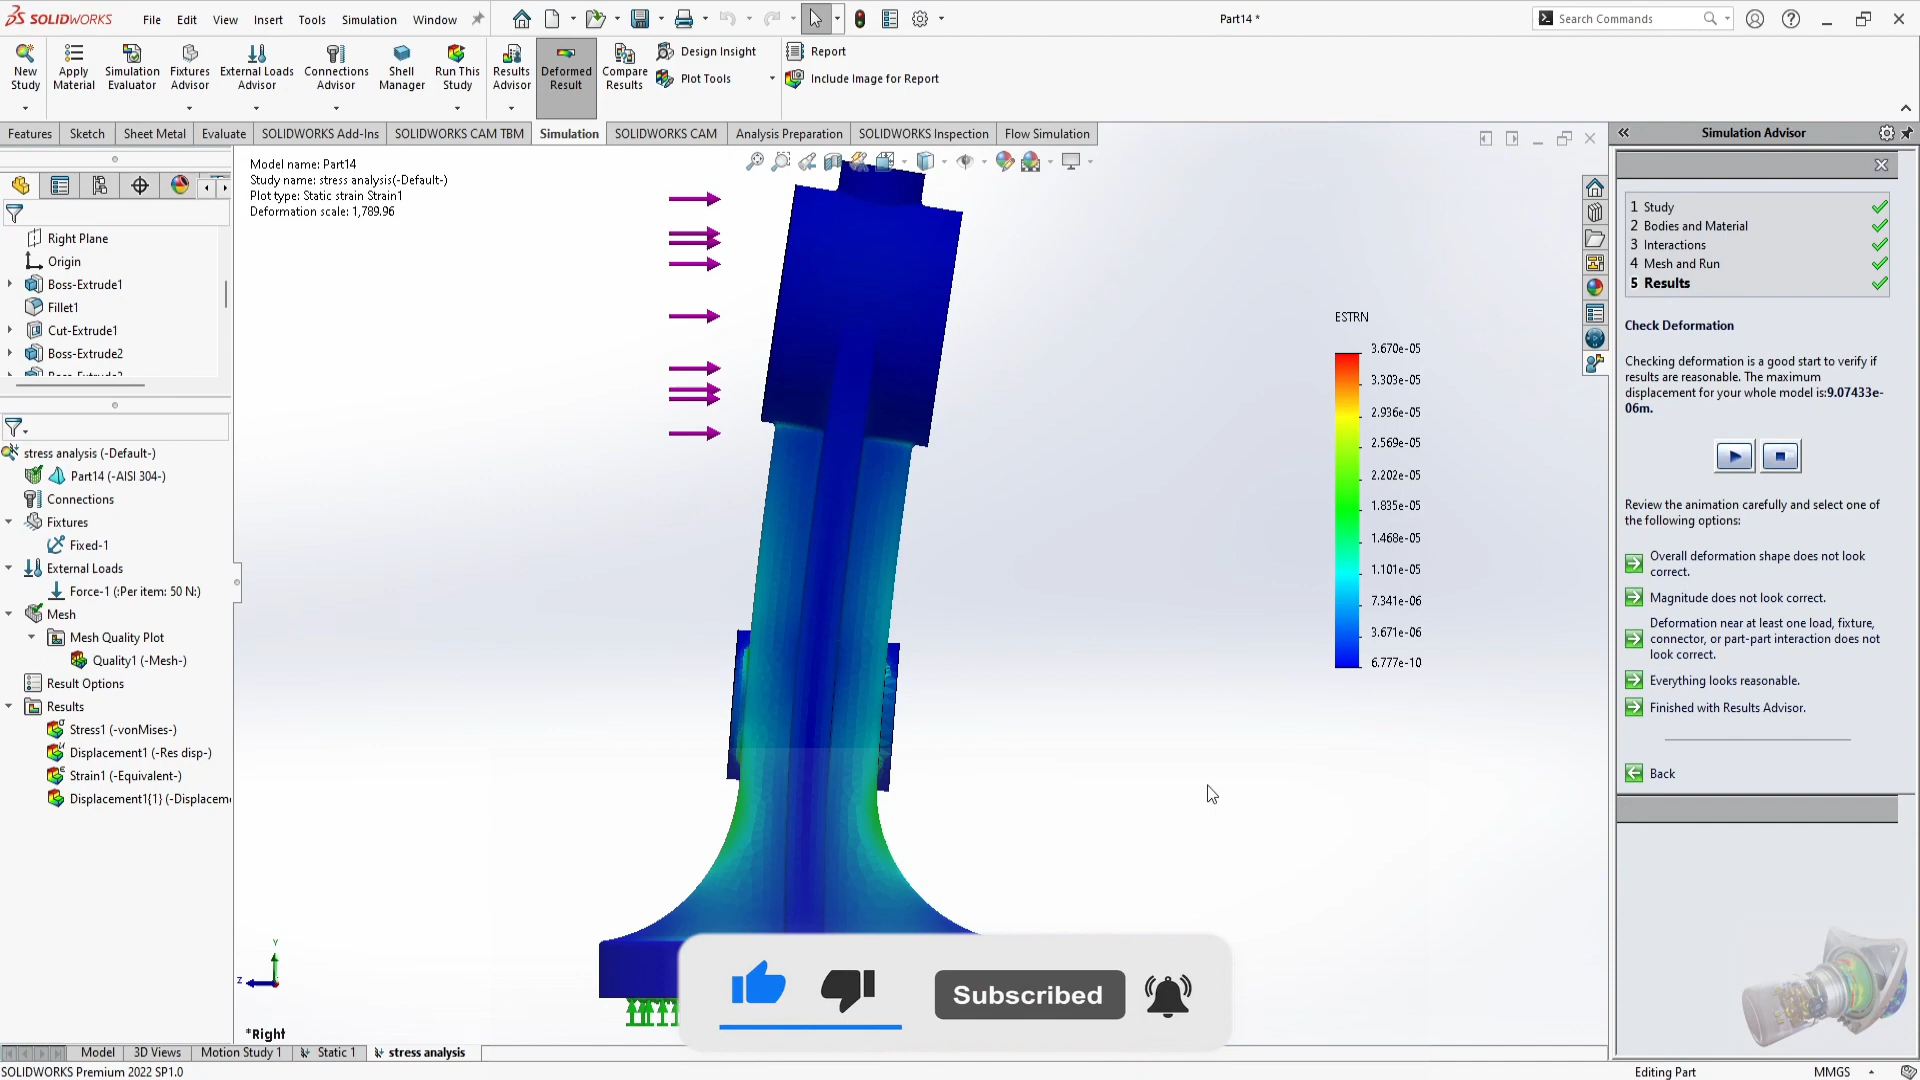 SOLIDWORKS
File Edit View Insert Tools Simulation Window
Part14 *
Search Commands
New Study
Apply Material
Simulation Evaluator
Fixtures Advisor
External Loads Advisor
Connections Advisor
Shell Manager
Run This Study
Results Advisor
Deformed Result
Compare Results
Design Insight
Plot Tools
Report
Include Image for Report
Features Sketch Sheet Metal Evaluate SOLIDWORKS Add-Ins SOLIDWORKS CAM TBM Simulation SOLIDWORKS CAM Analysis Preparation SOLIDWORKS Inspection Flow Simulation
Right Plane
Origin
Boss-Extrude1
Fillet1
Cut-Extrude1
Boss-Extrude2
stress analysis (-Default-)
Part14 (-AISI 304-)
Connections
Fixtures
Fixed-1
External Loads
Force-1 (:Per item: 50 N:)
Mesh
Mesh Quality Plot
Quality1 (-Mesh-)
Result Options
Results
Stress1 (-vonMises-)
Displacement1 (-Res disp-)
Strain1 (-Equivalent-)
Displacement1{1} (-Displacem
Model name: Part14
Study name: stress analysis(-Default-)
Plot type: Static strain Strain1
Deformation scale: 1,789.96
ESTRN
3.670e-05
3.303e-05
2.936e-05
2.569e-05
2.202e-05
1.835e-05
1.468e-05
1.101e-05
7.341e-06
3.671e-06
6.777e-10
Y
Z
*Right
Subscribed
Simulation Advisor
1 Study
2 Bodies and Material
3 Interactions
4 Mesh and Run
5 Results
Check Deformation
Checking deformation is a good start to verify if
results are reasonable. The maximum
displacement for your whole model is:9.07433e-
06m.
Review the animation carefully and select one of
the following options:
Overall deformation shape does not look
correct.
Magnitude does not look correct.
Deformation near at least one load, fixture,
connector, or part-part interaction does not
look correct.
Everything looks reasonable.
Finished with Results Advisor.
Back
Model 3D Views Motion Study 1 Static 1 stress analysis
SOLIDWORKS Premium 2022 SP1.0
Editing Part
MMGS